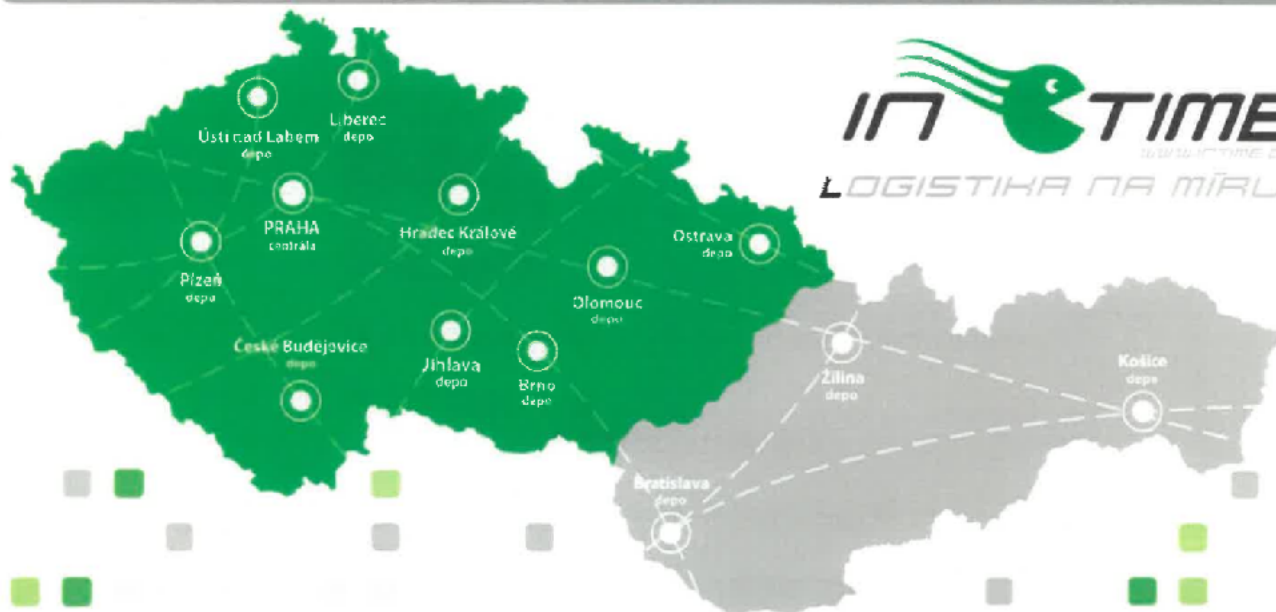 IN TIME
LOGISTIKA NA MÍRU
Liberec
depo
Ústí nad Labem
depo
PRAHA
centrála
Hradec Králové
depo
Ostrava
depo
Plzeň
depo
Olomouc
depo
České Budějovice
depo
Jihlava
depo
Brno
depo
Žilina
depo
Košice
depo
Bratislava
depo